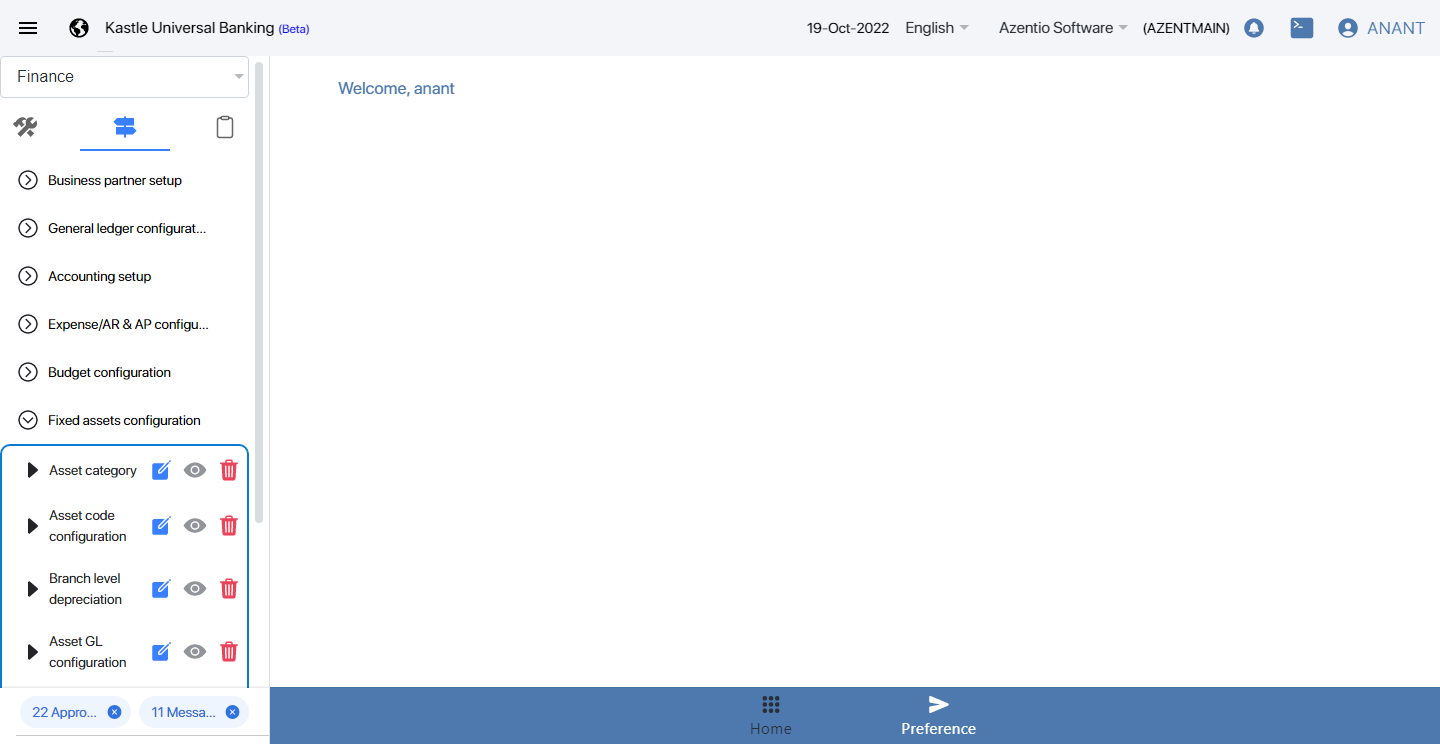 Kastle Universal Banking (Beta)
19-Oct-2022 English Azentio Software (AZENTMAIN) ANANT
Finance
Welcome, anant
Business partner setup
General ledger configurat...
Accounting setup
Expense/AR & AP configu...
Budget configuration
Fixed assets configuration
Asset category
Asset code
configuration
Branch level
depreciation
Asset GL
configuration
22 Appro...
11 Messa...
Home
Preference